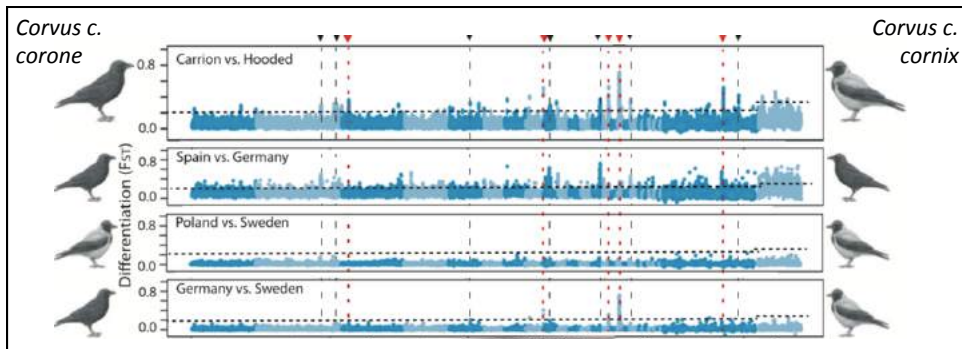 Corvus c.
corone
Corvus c.
cornix
Differentiation (FST)
Carrion vs. Hooded
0.8
0.0
Spain vs. Germany
0.8
0.0
Poland vs. Sweden
0.8
0.0
Germany vs. Sweden
0.8
0.0